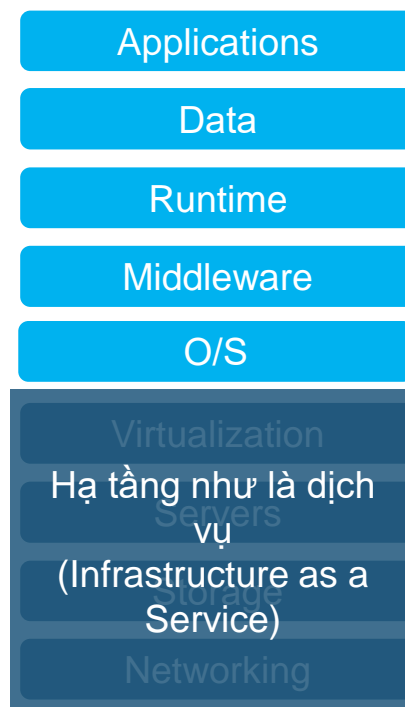 Applications
Data
Runtime
Middleware
O/S
Virtualization
Hạ tầng như là dịch
Servers
vụ
(Infrastructure as a
Storage
Service)
Networking